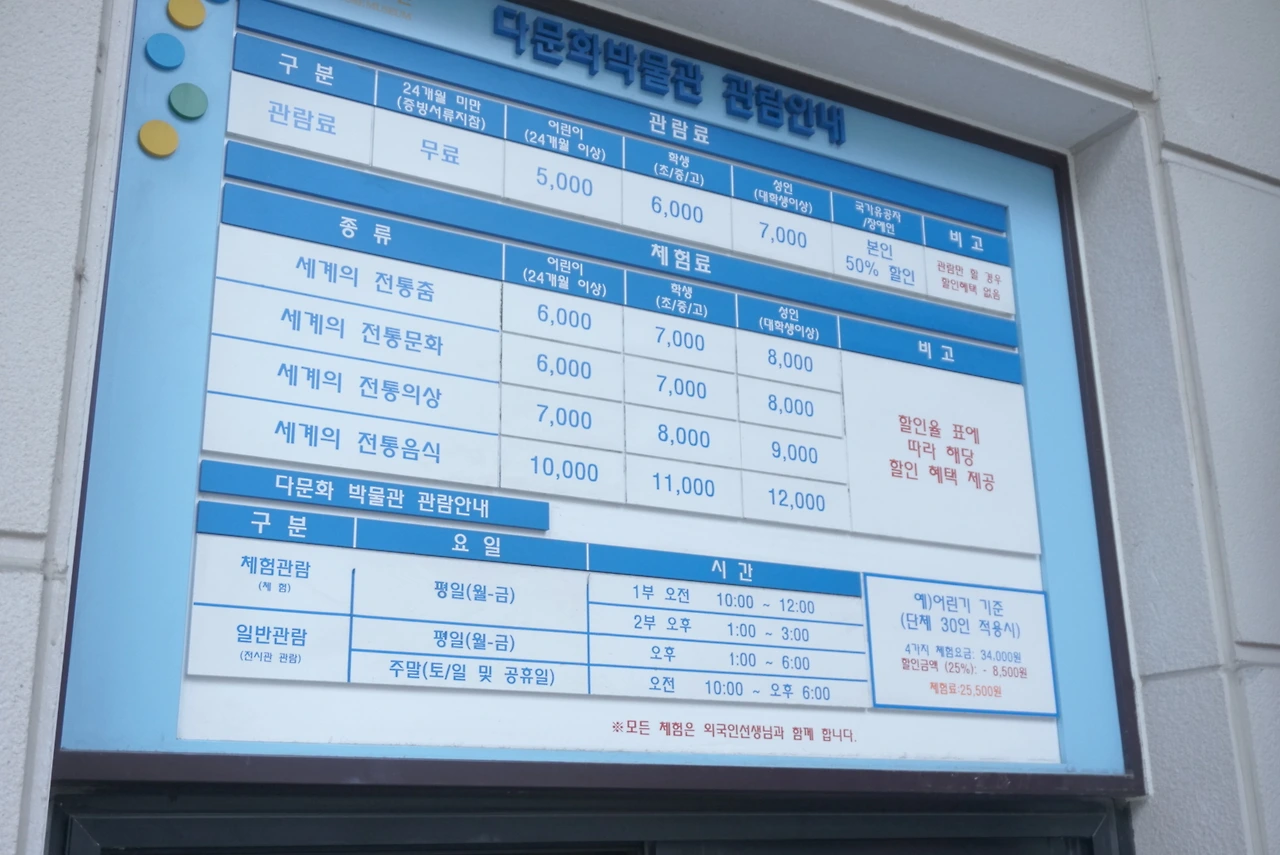 다문화박물관 관람안내
관람료
구 분
24개월 미만
(증빙서류지참)
어린이
(24개월 이상)
학생
(초/중/고)
성인
(대학생이상)
국가유공자
/장애인
비 고
관람료
무료
5,000
6,000
7,000
본인
50% 할인
관람만 할 경우
할인혜택 없음
체험료
종 류
어린이
(24개월 이상)
학생
(초/중/고)
성인
(대학생이상)
비 고
세계의 전통춤 6,000 7,000 8,000
세계의 전통문화 6,000 7,000 8,000
세계의 전통의상 7,000 8,000 9,000
세계의 전통음식 10,000 11,000 12,000
할인율 표에
따라 해당
할인 혜택 제공
다문화 박물관 관람안내
구 분 요 일 시 간
체험관람
(체 험)
평일(월-금)
1부 오전 10:00 ~ 12:00
2부 오후 1:00 ~ 3:00
일반관람
(전시관 관람)
평일(월-금) 오후 1:00 ~ 6:00
주말(토/일 및 공휴일) 오전 10:00 ~ 오후 6:00
예)어린기 기준
(단체 30인 적용시)
4가지 체험요금: 34,000원
할인금액 (25%): - 8,500원
체험료:25,500원
※모든 체험은 외국인선생님과 함께 합니다.